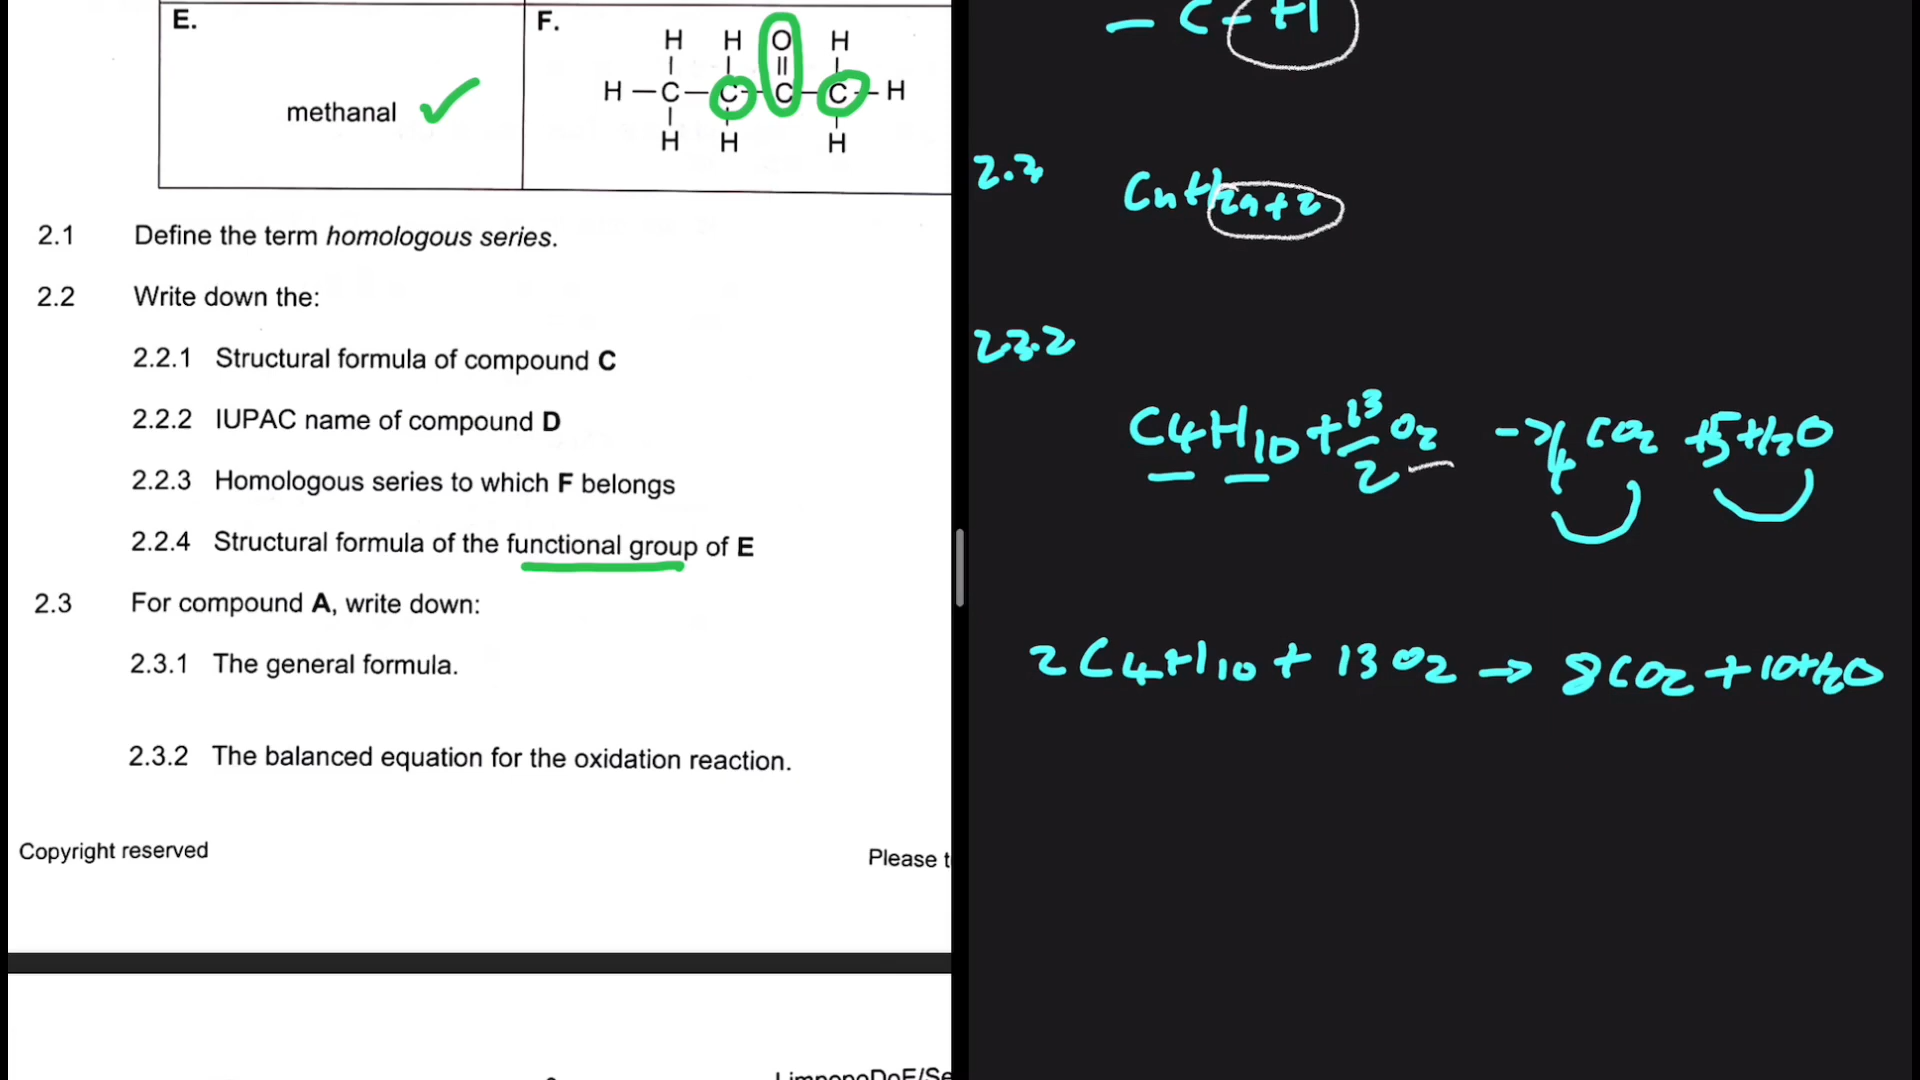 E.
F.
H H O H
H — C — C — C — C — H
H H H
methanal
2.1 Define the term homologous series.
2.2 Write down the:
2.2.1 Structural formula of compound C
2.2.2 IUPAC name of compound D
2.2.3 Homologous series to which F belongs
2.2.4 Structural formula of the functional group of E
2.3 For compound A, write down:
2.3.1 The general formula.
2.3.2 The balanced equation for the oxidation reaction.
Copyright reserved
Please t
– C – H
2.3 CnH2n+2
2.3.2
C4H10 + 13/2 O2 → 4CO2 + 5H2O
2C4H10 + 13O2 → 8CO2 + 10H2O